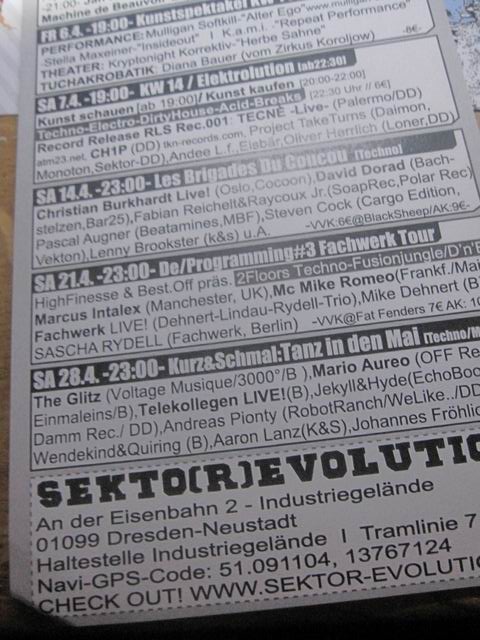 Machine de Beauvoir
FR 6.4. -19:00- Kunstspektakel KW
PERFORMANCE: Mulligan Softkill-"Alter Ego" www.mulligan
Stella Maxeiner-"Insideout" I K.a.mi. -"Repeat Performance"
THEATER: Kryptonight Korrektiv-"Herbe Sahne"
TUCHAKROBATIK: Diana Bauer (vom Zirkus Koroljow) -8€-
SA 7.4. -19:00- KW 14 / Elektrolution (ab22:30)
Kunst schauen [ab 19:00]/ Kunst kaufen [20:00-22:00]
Techno-Electro-DirtyHouse-Acid-Breaks [22:30 Uhr // 6€]
Record Release RLS Rec.001: TECNÈ -Live- (Palermo/DD)
atm23.net, CH1P (DD) tkn-records.com, Project TakeTurns (Daimon,
Monoton,Sektor-DD),Andee L.f., Eisbär,Oliver Herrlich (Loner,DD)
SA 14.4. -23:00- Les Brigades Du Coucou (Techno)
Christian Burkhardt Live! (Oslo,Cocoon),David Dorad (Bach-
stelzen,Bar25),Fabian Reichelt&Raycoux Jr.(SoapRec,Polar Rec)
Pascal Augner (Beatamines,MBF),Steven Cock (Cargo Edition,
Vekton),Lenny Brookster (k&s) u.A. -VVK:6€@BlackSheep/AK:9€-
SA 21.4. -23:00- De/Programming#3 Fachwerk Tour
HighFinesse & Best.Off präs. 2Floors Techno-Fusionjungle/D'n'B
Marcus Intalex (Manchester, UK),Mc Mike Romeo(Frankf./Mai
Fachwerk LIVE! (Dehnert-Lindau-Rydell-Trio),Mike Dehnert (B
SASCHA RYDELL (Fachwerk, Berlin) -VVK@Fat Fenders 7€ AK: 10
SA 28.4. -23:00- Kurz&Schmal:Tanz in den Mai (Techno/M
The Glitz (Voltage Musique/3000°/B ),Mario Aureo (OFF Re
Einmaleins/B),Telekollegen LIVE!(B),Jekyll&Hyde(EchoBoo
Damm Rec./ DD),Andreas Pionty (RobotRanch/WeLike../DD
Wendekind&Quiring (B),Aaron Lanz(K&S),Johannes Fröhlic
SEKTO(R)EVOLUTIO
An der Eisenbahn 2 - Industriegelände
01099 Dresden-Neustadt
Haltestelle Industriegelände I Tramlinie 7
Navi-GPS-Code: 51.091104, 13767124
CHECK OUT! WWW.SEKTOR-EVOLUTIO